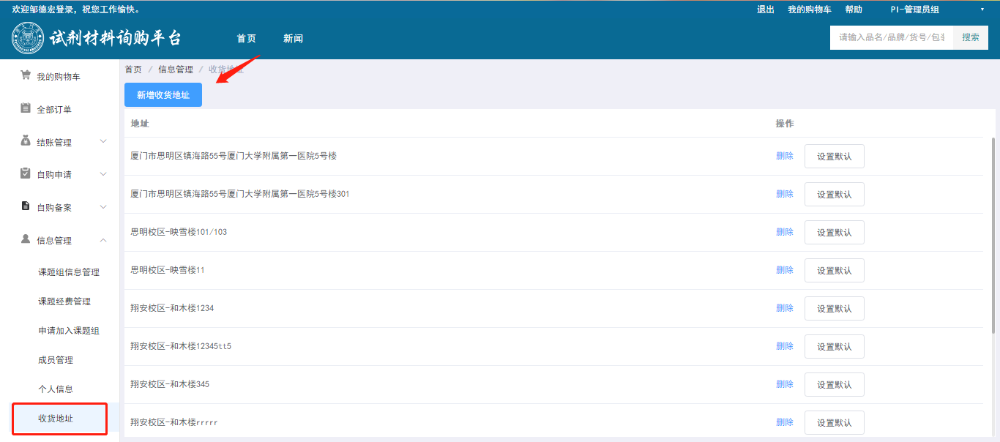 欢迎邹德宏登录，祝您工作愉快。
退出 我的购物车 帮助 PI-管理员组
试剂材料询购平台
首页 新闻
请输入品名/品牌/货号/包装
搜索
我的购物车
全部订单
结账管理
自购申请
自购备案
信息管理
课题组信息管理
课题经费管理
申请加入课题组
成员管理
个人信息
收货地址
首页 / 信息管理 / 收货地址
新增收货地址
地址 操作
厦门市思明区镇海路55号厦门大学附属第一医院5号楼 删除 设置默认
厦门市思明区镇海路55号厦门大学附属第一医院5号楼301 删除 设置默认
思明校区-映雪楼101/103 删除 设置默认
思明校区-映雪楼11 删除 设置默认
翔安校区-和木楼1234 删除 设置默认
翔安校区-和木楼12345tt5 删除 设置默认
翔安校区-和木楼345 删除 设置默认
翔安校区-和木楼rrrrr 删除 设置默认